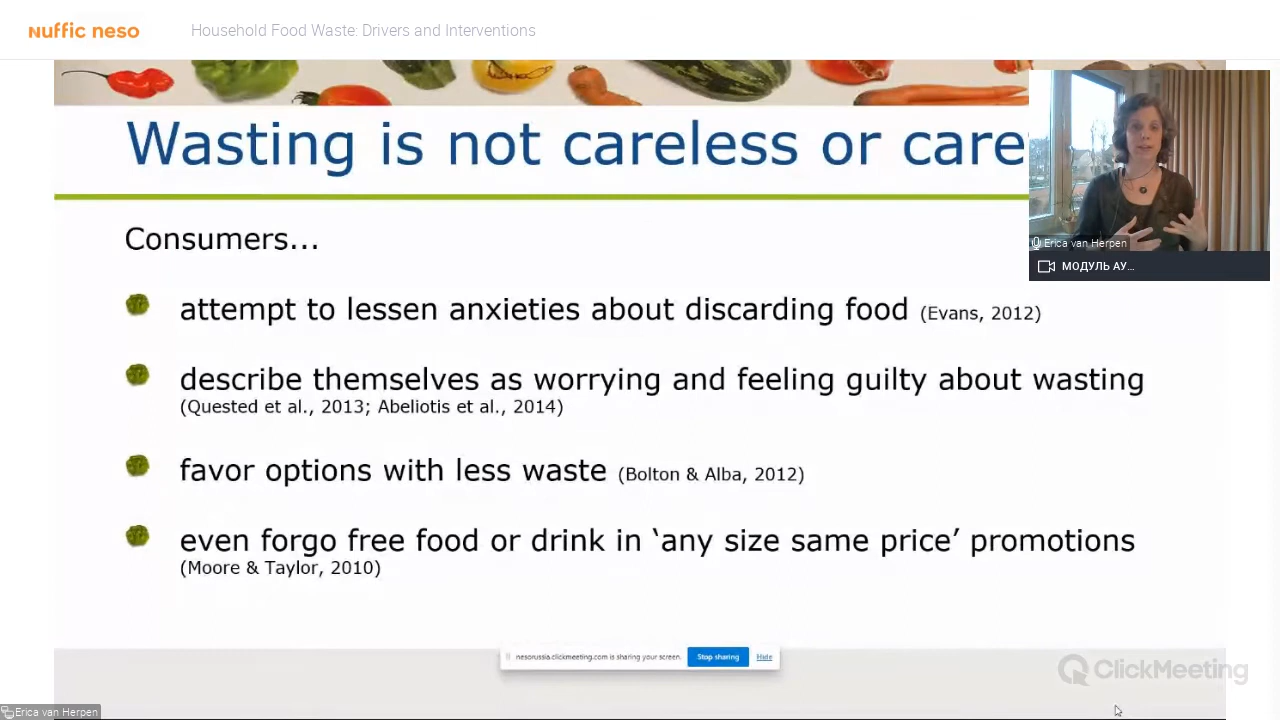 nuffic neso
Household Food Waste: Drivers and Interventions
Wasting is not careless or care
Consumers...
Erica van Herpen
МОДУЛЬ АУ...
attempt to lessen anxieties about discarding food (Evans, 2012)
describe themselves as worrying and feeling guilty about wasting
(Quested et al., 2013; Abeliotis et al., 2014)
favor options with less waste (Bolton & Alba, 2012)
even forgo free food or drink in ‘any size same price’ promotions
(Moore & Taylor, 2010)
nesorussia.clickmeeting.com is sharing your screen.
Stop sharing
Hide
ClickMeeting
Erica van Herpen